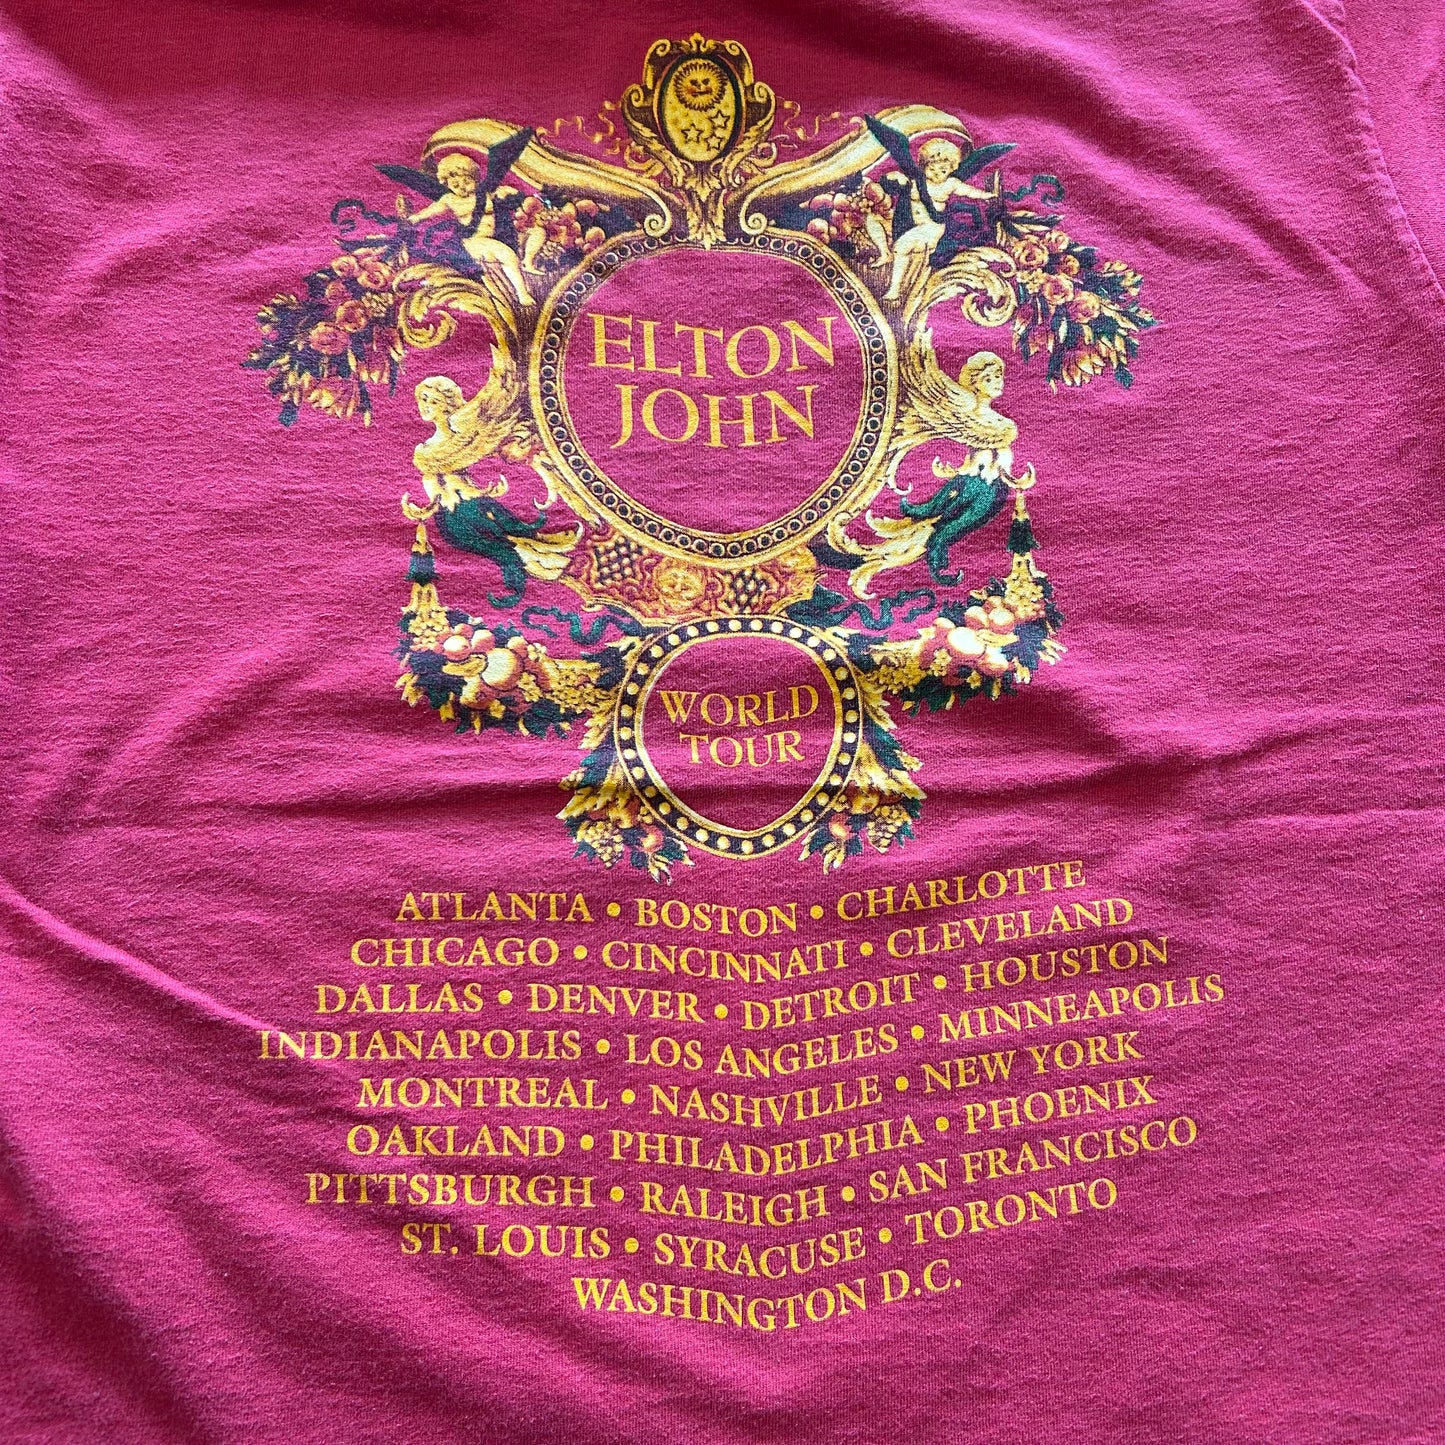 ELTON
JOHN
WORLD
TOUR
ATLANTA • BOSTON • CHARLOTTE
CHICAGO • CINCINNATI • CLEVELAND
DALLAS • DENVER • DETROIT • HOUSTON
INDIANAPOLIS • LOS ANGELES • MINNEAPOLIS
MONTREAL • NASHVILLE • NEW YORK
OAKLAND • PHILADELPHIA • PHOENIX
PITTSBURGH • RALEIGH • SAN FRANCISCO
ST. LOUIS • SYRACUSE • TORONTO
WASHINGTON D.C.